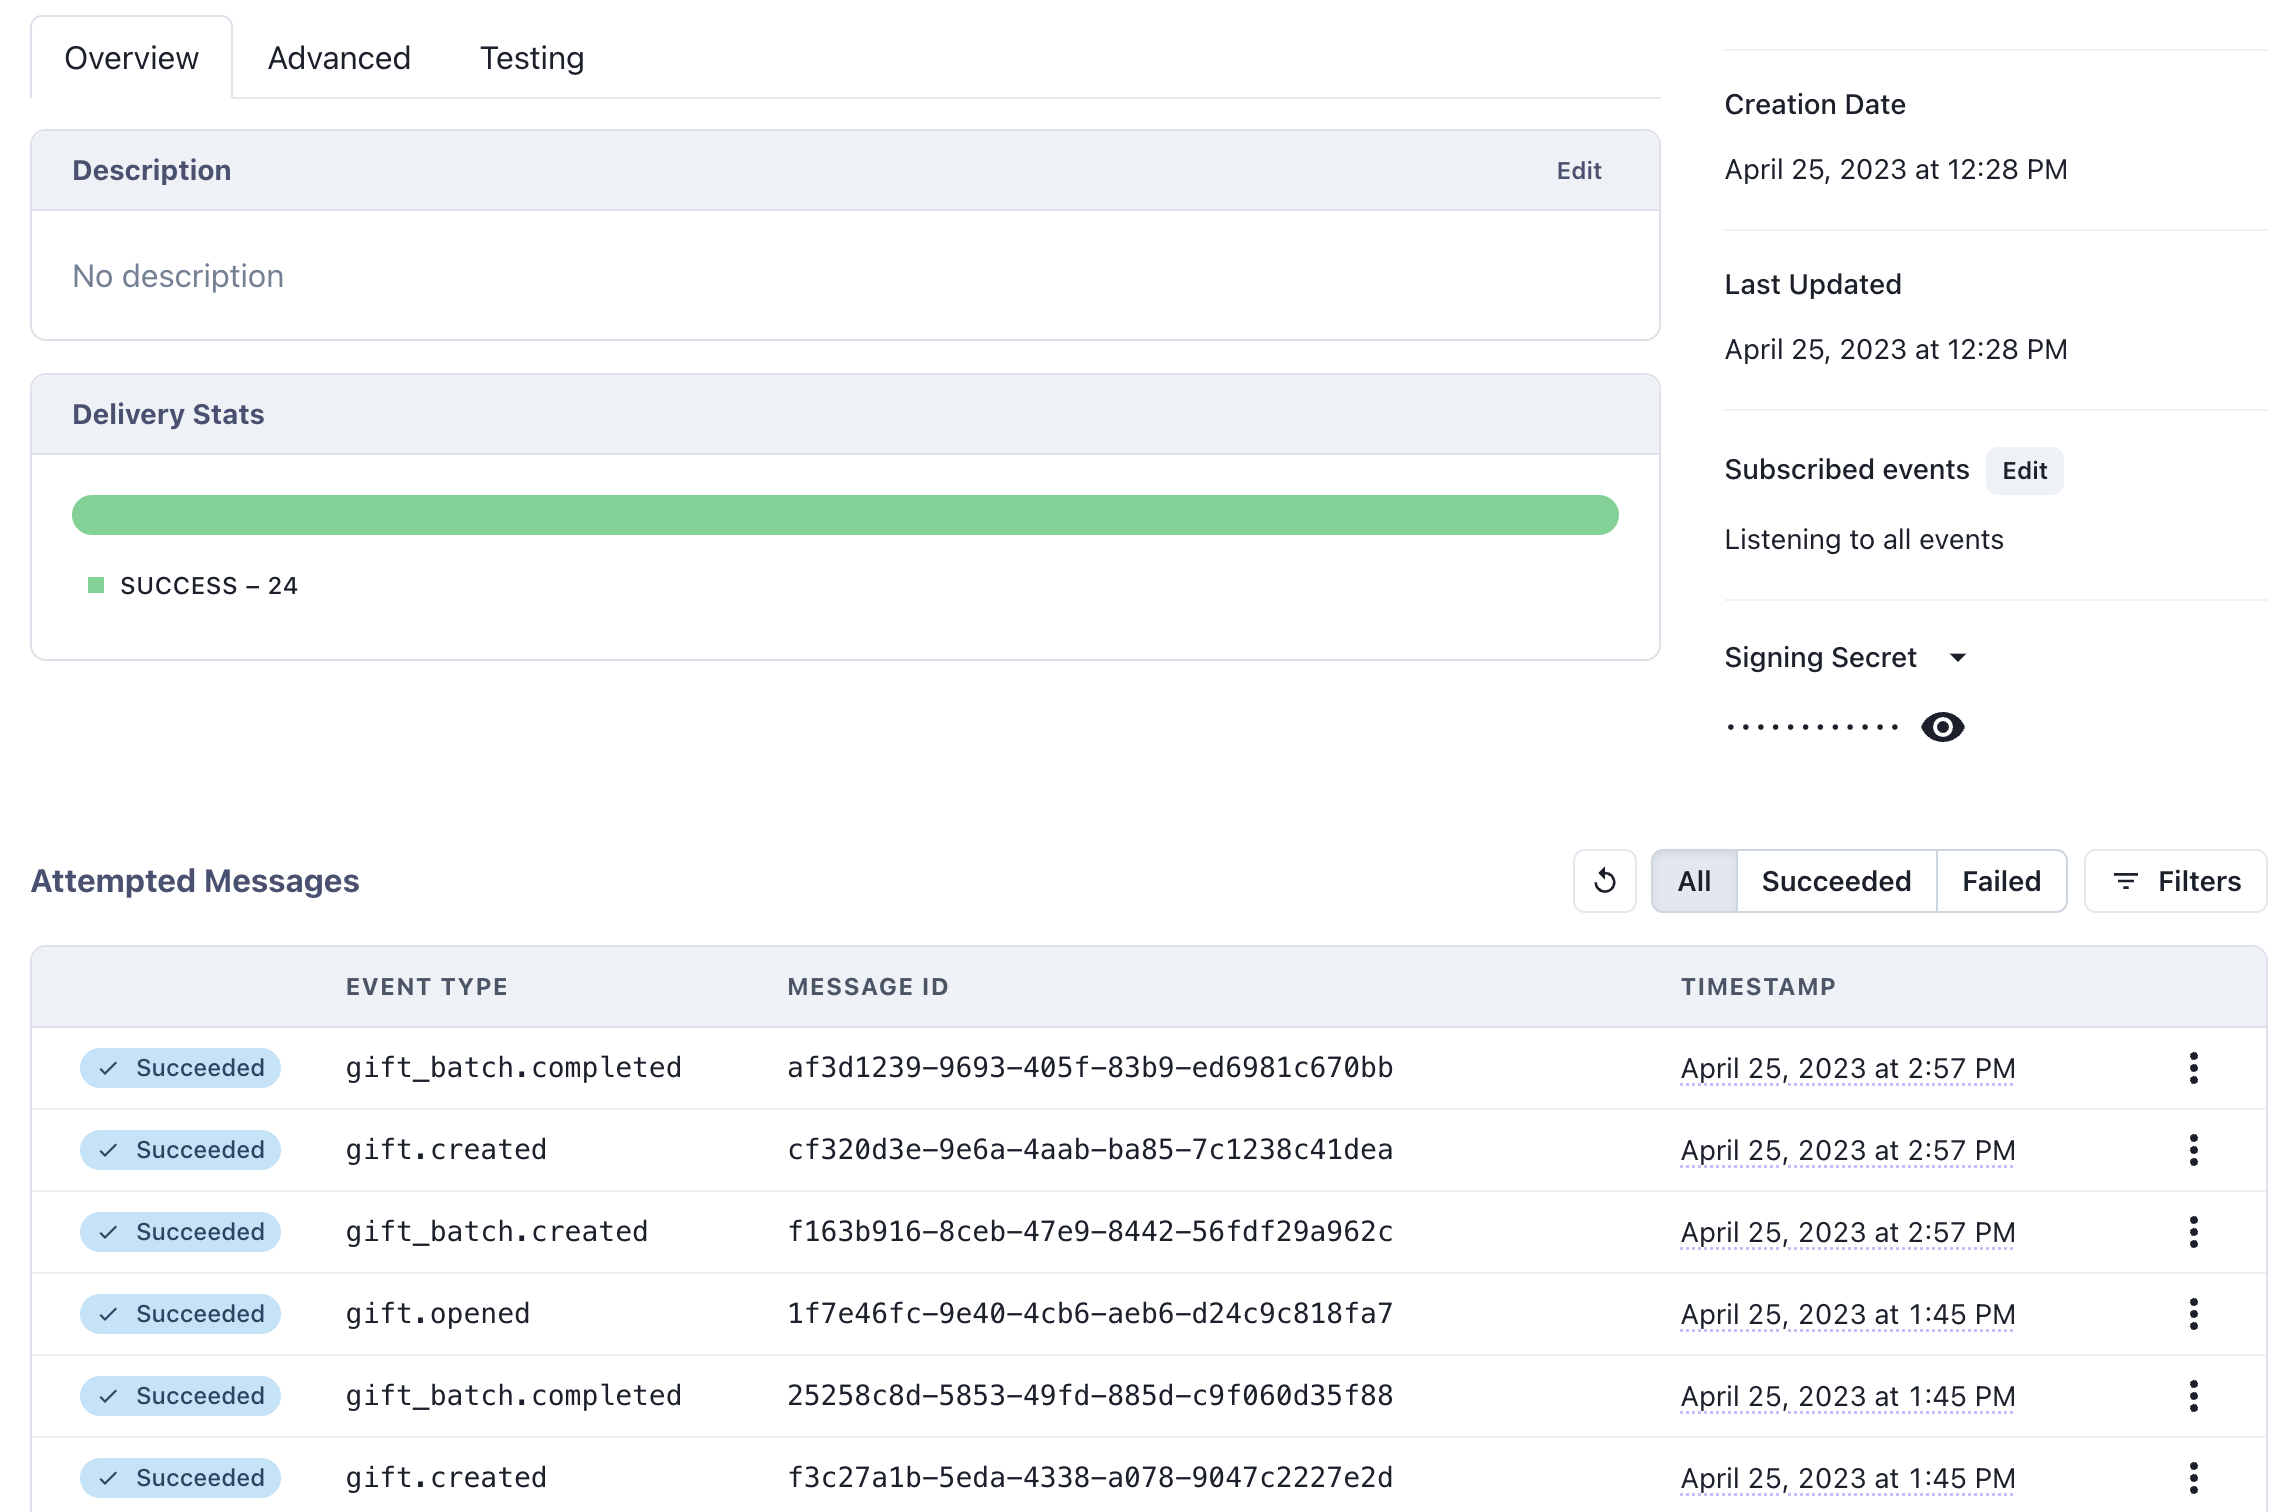 Overview Advanced Testing
Description Edit
No description
Delivery Stats
SUCCESS – 24
Creation Date
April 25, 2023 at 12:28 PM
Last Updated
April 25, 2023 at 12:28 PM
Subscribed events Edit
Listening to all events
Signing Secret
············
Attempted Messages All Succeeded Failed Filters
EVENT TYPE MESSAGE ID TIMESTAMP
Succeeded gift_batch.completed af3d1239-9693-405f-83b9-ed6981c670bb April 25, 2023 at 2:57 PM
Succeeded gift.created cf320d3e-9e6a-4aab-ba85-7c1238c41dea April 25, 2023 at 2:57 PM
Succeeded gift_batch.created f163b916-8ceb-47e9-8442-56fdf29a962c April 25, 2023 at 2:57 PM
Succeeded gift.opened 1f7e46fc-9e40-4cb6-aeb6-d24c9c818fa7 April 25, 2023 at 1:45 PM
Succeeded gift_batch.completed 25258c8d-5853-49fd-885d-c9f060d35f88 April 25, 2023 at 1:45 PM
Succeeded gift.created f3c27a1b-5eda-4338-a078-9047c2227e2d April 25, 2023 at 1:45 PM